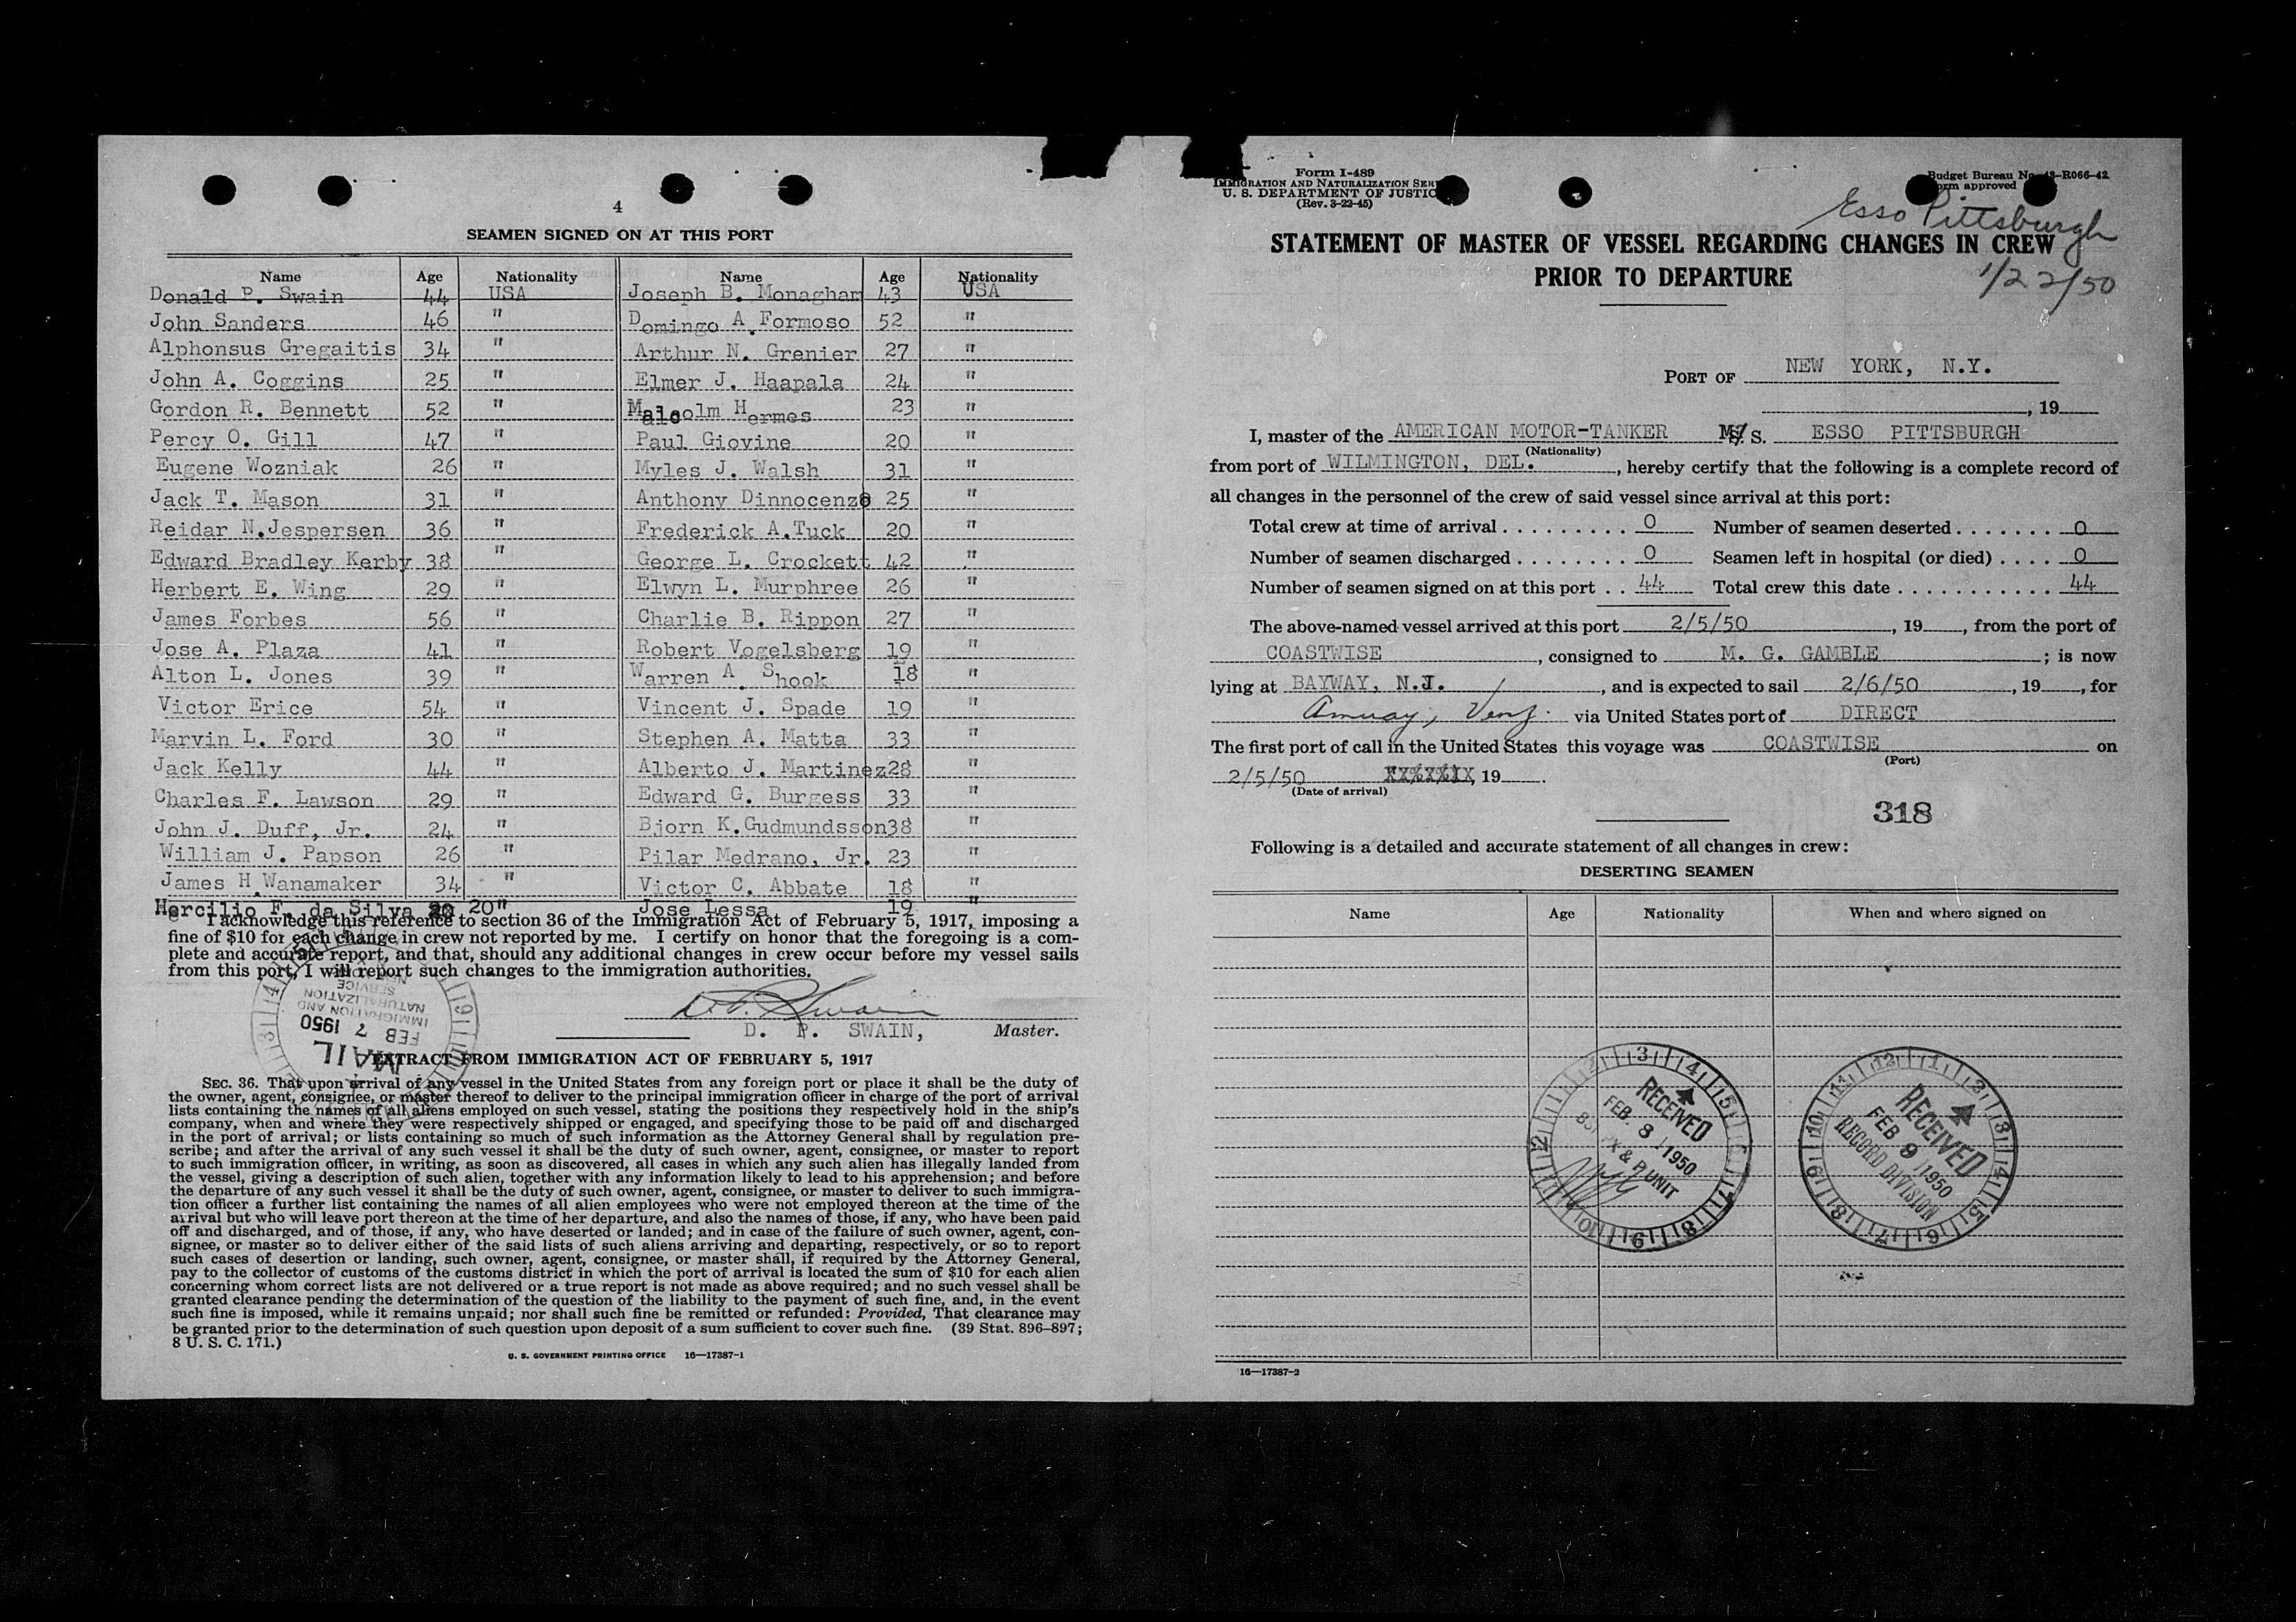 4
SEAMEN SIGNED ON AT THIS PORT
Name Age Nationality Name Age Nationality
Donald P. Swain 44 USA Joseph B. Monaghan 43 USA
John Sanders 46 " Domingo A. Formoso 52 "
Alphonsus Gregaitis 34 " Arthur N. Grenier 27 "
John A. Coggins 25 " Elmer J. Haapala 24 "
Gordon R. Bennett 52 " Malcolm Hermes 23 "
Percy O. Gill 47 " Paul Giovine 20 "
Eugene Wozniak 26 " Myles J. Walsh 31 "
Jack T. Mason 31 " Anthony Dinnocenzo 25 "
Reidar N.Jespersen 36 " Frederick A.Tuck 20 "
Edward Bradley Kerby 38 " George L. Crockett 42 "
Herbert E. Wing 29 " Elwyn L. Murphree 26 "
James Forbes 56 " Charlie B. Rippon 27 "
Jose A. Plaza 41 " Robert Vogelsberg 19 "
Alton L. Jones 39 " Warren A. Shook 18 "
Victor Erice 54 " Vincent J. Spade 19 "
Marvin L. Ford 30 " Stephen A. Matta 33 "
Jack Kelly 44 " Alberto J. Martinez 28 "
Charles F. Lawson 29 " Edward G. Burgess 33 "
John J. Duff, Jr. 24 " Bjorn K.Gudmundsson 38 "
William J. Papson 26 " Pilar Medrano, Jr. 23 "
James H.Wanamaker 34 " Victor C. Abbate 18 "
Hercilio F. da Silva 20 20" Jose Lessa 19 "
I acknowledge this reference to section 36 of the Immigration Act of February 5, 1917, imposing a
fine of $10 for each change in crew not reported by me. I certify on honor that the foregoing is a com-
plete and accurate report, and that, should any additional changes in crew occur before my vessel sails
from this port, I will report such changes to the immigration authorities.
D. P. Swain
D. P. SWAIN, Master.
IMMIGRATION AND
NATURALIZATION
SERVICE
FEB 7 1950
MAIL
EXTRACT FROM IMMIGRATION ACT OF FEBRUARY 5, 1917
SEC. 36. That upon arrival of any vessel in the United States from any foreign port or place it shall be the duty of
the owner, agent, consignee, or master thereof to deliver to the principal immigration officer in charge of the port of arrival
lists containing the names of all aliens employed on such vessel, stating the positions they respectively hold in the ship's
company, when and where they were respectively shipped or engaged, and specifying those to be paid off and discharged
in the port of arrival; or lists containing so much of such information as the Attorney General shall by regulation pre-
scribe; and after the arrival of any such vessel it shall be the duty of such owner, agent, consignee, or master to report
to such immigration officer, in writing, as soon as discovered, all cases in which any such alien has illegally landed from
the vessel, giving a description of such alien, together with any information likely to lead to his apprehension; and before
the departure of any such vessel it shall be the duty of such owner, agent, consignee, or master to deliver to such immigra-
tion officer a further list containing the names of all alien employees who were not employed thereon at the time of the
arrival but who will leave port thereon at the time of her departure, and also the names of those, if any, who have been paid
off and discharged, and of those, if any, who have deserted or landed; and in case of the failure of such owner, agent, con-
signee, or master so to deliver either of the said lists of such aliens arriving and departing, respectively, or so to report
such cases of desertion or landing, such owner, agent, consignee, or master shall, if required by the Attorney General,
pay to the collector of customs of the customs district in which the port of arrival is located the sum of $10 for each alien
concerning whom correct lists are not delivered or a true report is not made as above required; and no such vessel shall be
granted clearance pending the determination of the question of the liability to the payment of such fine, and, in the event
such fine is imposed, while it remains unpaid; nor shall such fine be remitted or refunded: Provided, That clearance may
be granted prior to the determination of such question upon deposit of a sum sufficient to cover such fine. (39 Stat. 896–897;
8 U. S. C. 171.)
U. S. GOVERNMENT PRINTING OFFICE 16—17387-1
Form I-489
IMMIGRATION AND NATURALIZATION
U. S. DEPARTMENT OF JUSTIC
(Rev. 3-22-45)
Budget Bureau No. 43-R066-42
approved
Esso Pittsburgh
1/22/50
STATEMENT OF MASTER OF VESSEL REGARDING CHANGES IN CREW
PRIOR TO DEPARTURE
PORT OF NEW YORK, N.Y.
, 19
I, master of the AMERICAN MOTOR-TANKER M/S. ESSO PITTSBURGH
(Nationality)
from port of WILMINGTON, DEL. , hereby certify that the following is a complete record of
all changes in the personnel of the crew of said vessel since arrival at this port:
Total crew at time of arrival . . . . . . . . . 0 Number of seamen deserted . . . . . . . 0
Number of seamen discharged . . . . . . . . 0 Seamen left in hospital (or died) . . . . 0
Number of seamen signed on at this port . . 44 Total crew this date . . . . . . . . . . . 44
The above-named vessel arrived at this port 2/5/50 , 19 , from the port of
COASTWISE , consigned to M. G. GAMBLE ; is now
lying at BAYWAY, N.J. , and is expected to sail 2/6/50 , 19 , for
Amuay, Venz. via United States port of DIRECT
The first port of call in the United States this voyage was COASTWISE on
(Port)
2/5/50 , 19 .
(Date of arrival)
318
Following is a detailed and accurate statement of all changes in crew:
DESERTING SEAMEN
Name Age Nationality When and where signed on
RECEIVED
FEB. 8 1950
& P UNIT
RECEIVED
FEB 9 1950
RECORD DIVISION
16—17387-2